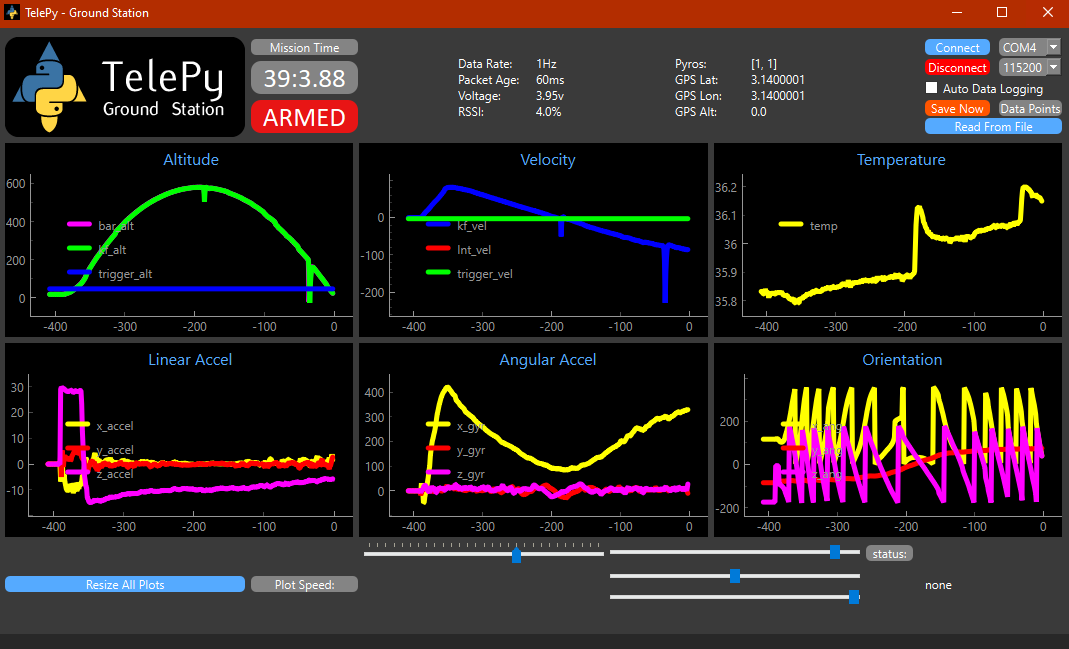 TelePy - Ground Station
TelePy
Ground Station
Mission Time
39:3.88
ARMED
Data Rate: 1Hz
Packet Age: 60ms
Voltage: 3.95v
RSSI: 4.0%
Pyros: [1, 1]
GPS Lat: 3.1400001
GPS Lon: 3.1400001
GPS Alt: 0.0
Connect COM4
Disconnect 115200
Auto Data Logging
Save Now Data Points
Read From File
Altitude
600
400
200
0
bar_alt
kf_alt
trigger_alt
-400 -300 -200 -100 0
Velocity
0
-100
-200
kf_vel
Int_vel
trigger_vel
-400 -300 -200 -100 0
Temperature
36.2
36.1
36
35.9
35.8
temp
-400 -300 -200 -100 0
Linear Accel
30
20
10
0
-10
x_accel
y_accel
z_accel
-400 -300 -200 -100 0
Angular Accel
400
300
200
100
0
x_gyr
y_gyr
z_gyr
-400 -300 -200 -100 0
Orientation
200
0
-200
-400 -300 -200 -100 0
status:
Resize All Plots Plot Speed: none